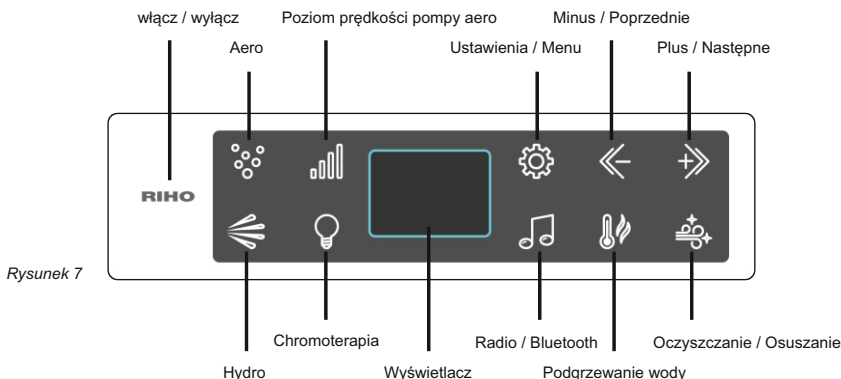 włącz / wyłącz
Poziom prędkości pompy aero
Minus / Poprzednie
Aero
Ustawienia / Menu
Plus / Następne
RIHO
Rysunek 7
Chromoterapia
Radio / Bluetooth
Oczyszczanie / Osuszanie
Hydro
Wyświetlacz
Podgrzewanie wody